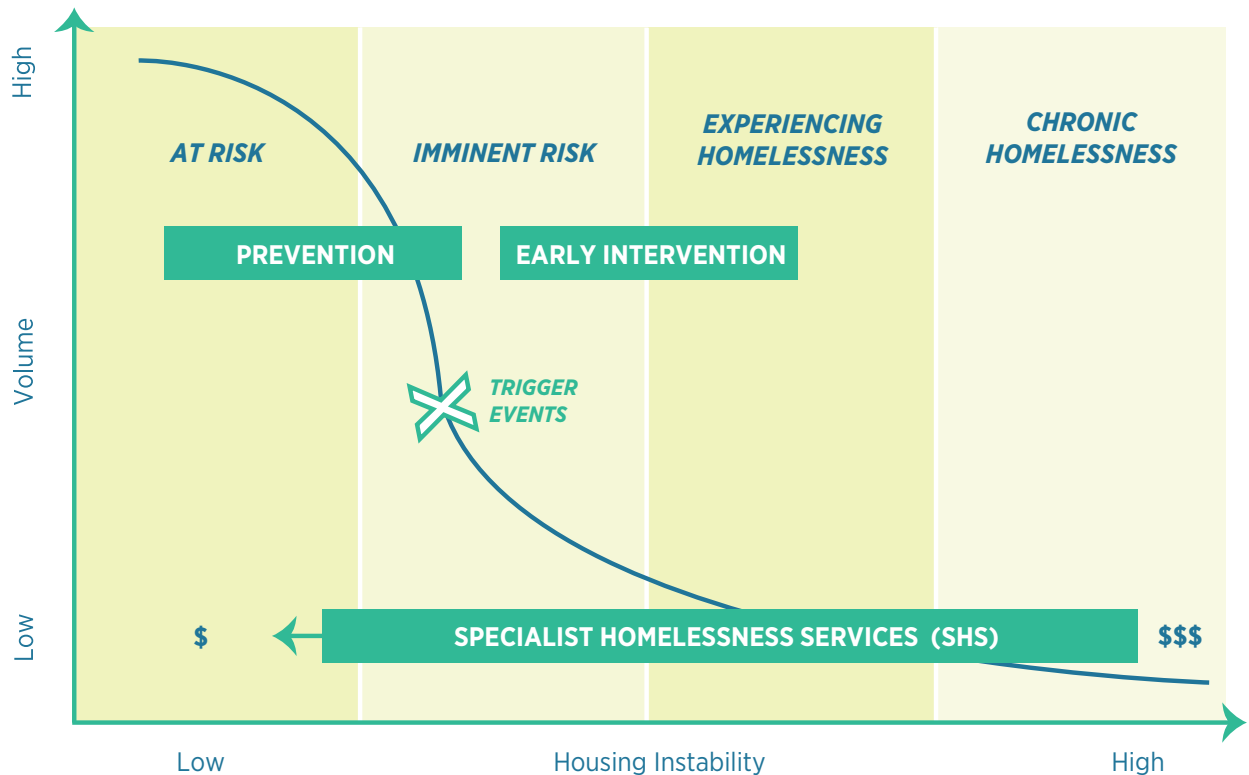 High
Volume
Low
AT RISK
IMMINENT RISK
EXPERIENCING
HOMELESSNESS
CHRONIC
HOMELESSNESS
PREVENTION
EARLY INTERVENTION
TRIGGER
EVENTS
$
SPECIALIST HOMELESSNESS SERVICES (SHS)
$$$
Low
Housing Instability
High